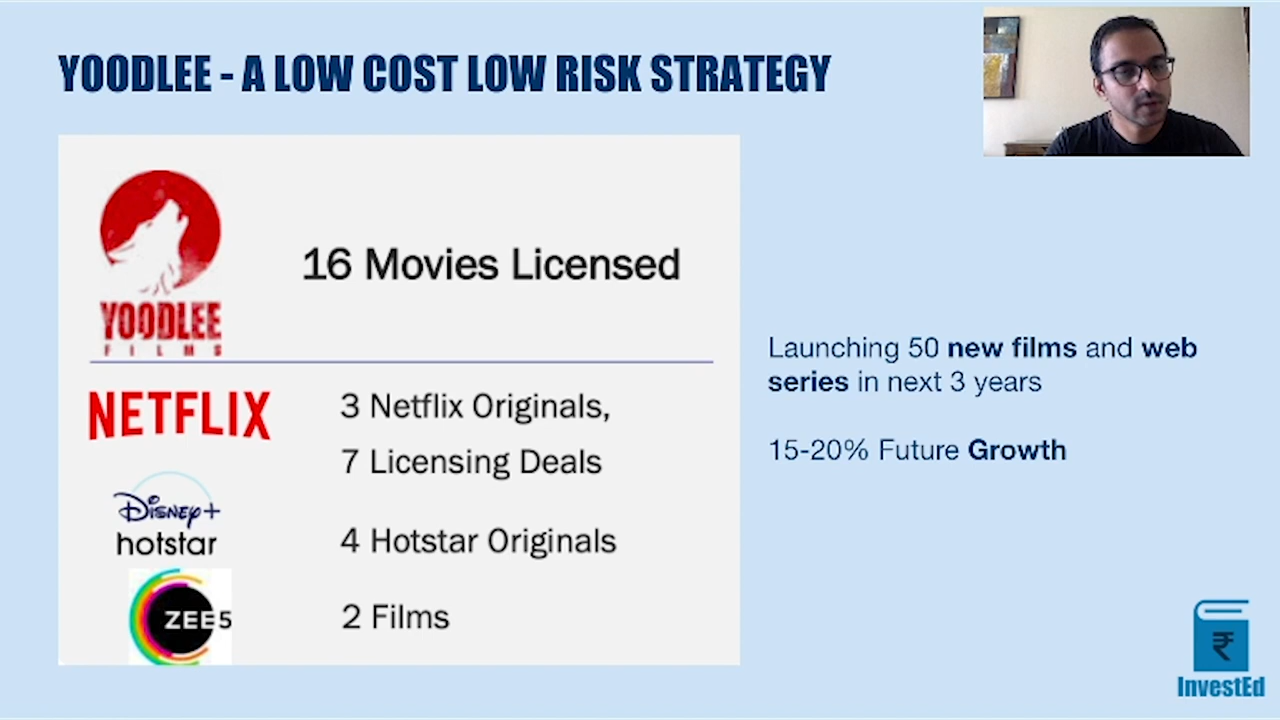 YOODLEE - A LOW COST LOW RISK STRATEGY
YOODLEE
FILMS
16 Movies Licensed
NETFLIX
3 Netflix Originals,
7 Licensing Deals
Disney+
hotstar
4 Hotstar Originals
ZEE5
2 Films
Launching 50 new films and web
series in next 3 years
15-20% Future Growth
₹
InvestEd